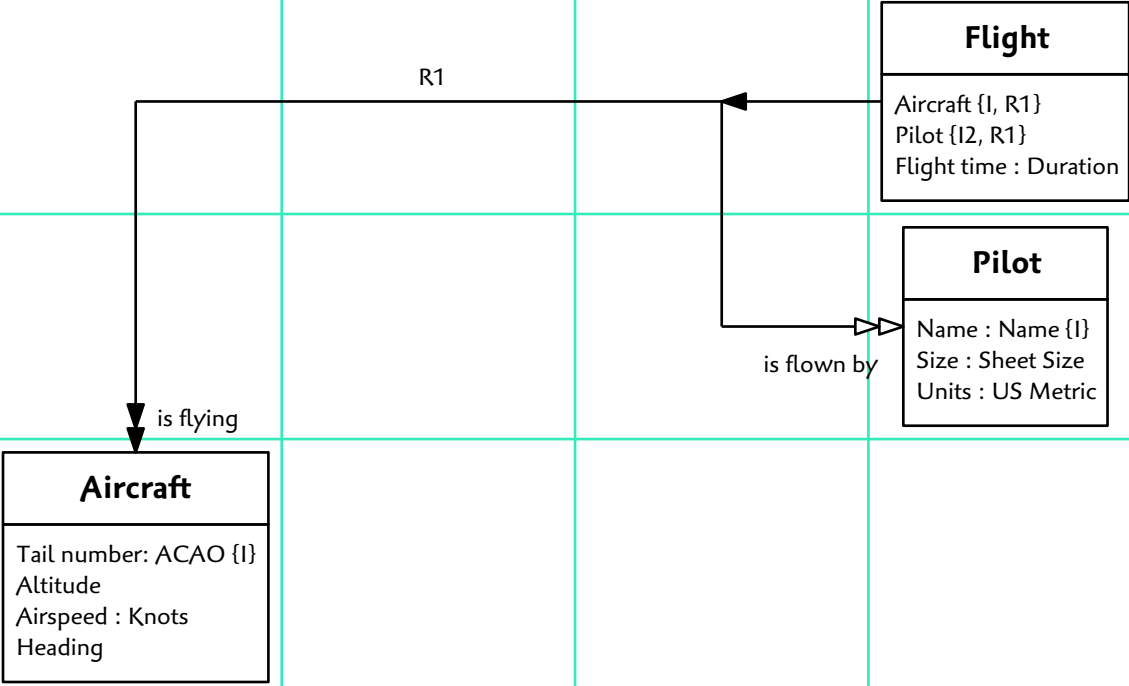 Flight
R1
Aircraft {I, R1}
Pilot {I2, R1}
Flight time : Duration
Pilot
Name : Name {I}
Size : Sheet Size
Units : US Metric
is flown by
is flying
Aircraft
Tail number: ACAO {I}
Altitude
Airspeed : Knots
Heading